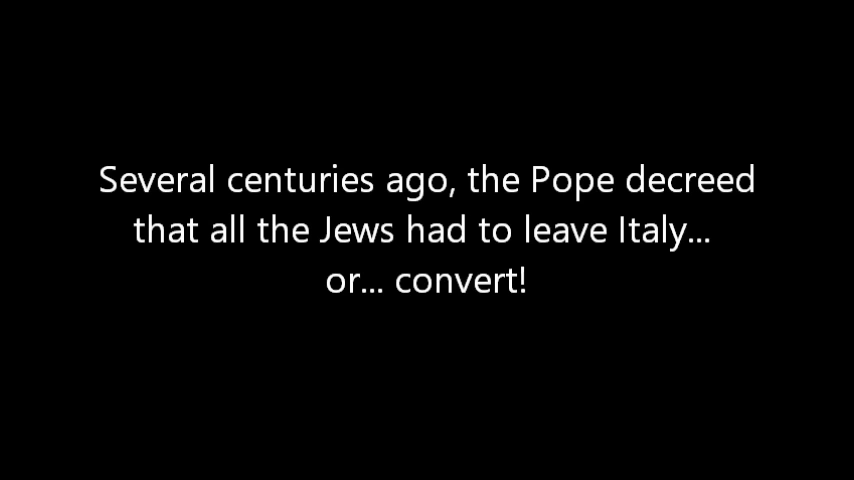 Several centuries ago, the Pope decreed
that all the Jews had to leave Italy...
or... convert!